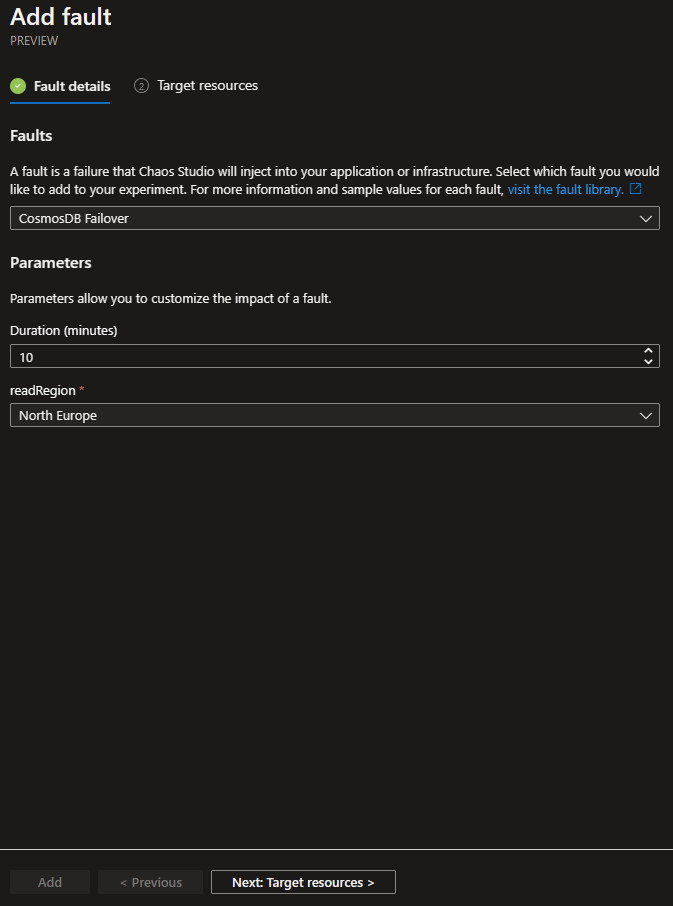 Add fault
PREVIEW
Fault details
2 Target resources
Faults
A fault is a failure that Chaos Studio will inject into your application or infrastructure. Select which fault you would
like to add to your experiment. For more information and sample values for each fault, visit the fault library.
CosmosDB Failover
Parameters
Parameters allow you to customize the impact of a fault.
Duration (minutes)
10
readRegion *
North Europe
Add
< Previous
Next: Target resources >